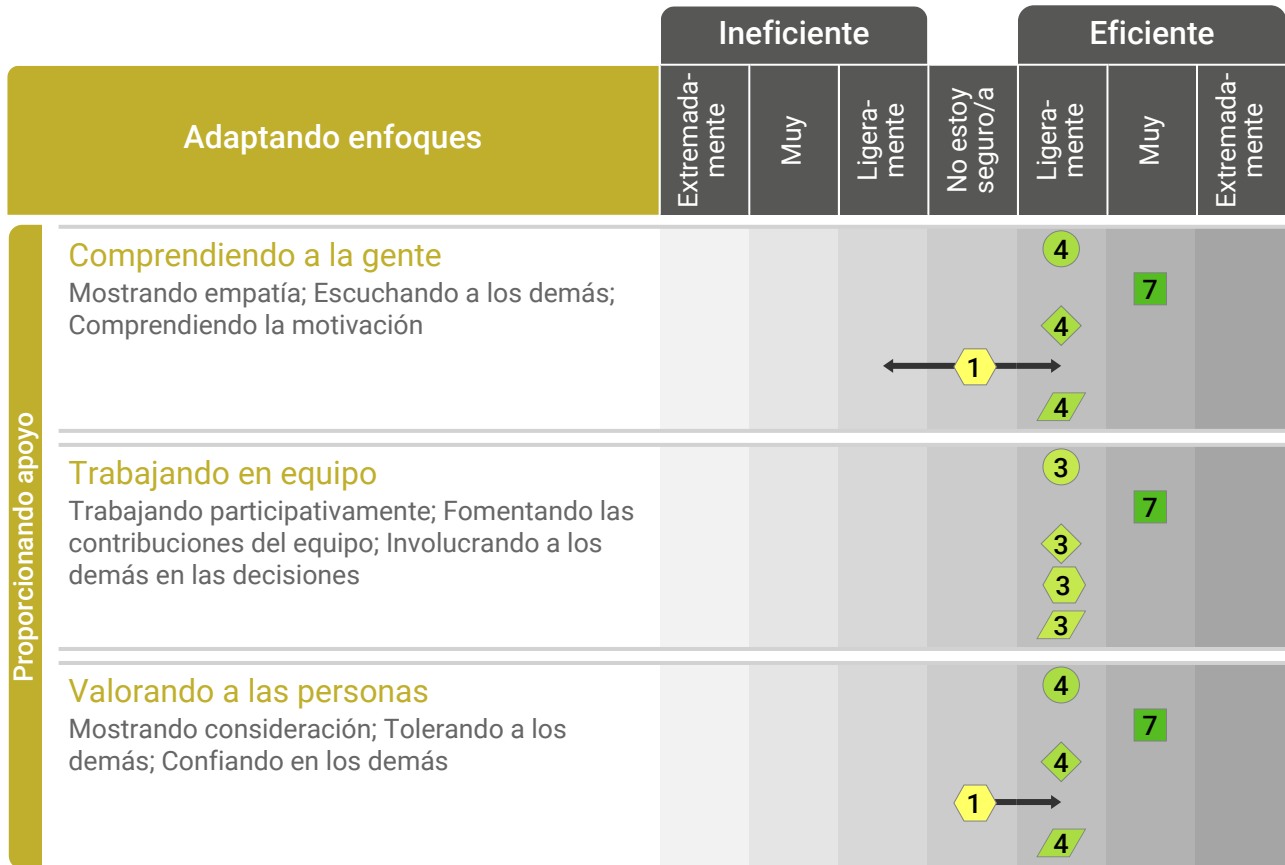 Ineficiente
Eficiente
Adaptando enfoques
Extremada-
mente
Muy
Ligera-
mente
No estoy
seguro/a
Ligera-
mente
Muy
Extremada-
mente
Proporcionando apoyo
Comprendiendo a la gente
Mostrando empatía; Escuchando a los demás;
Comprendiendo la motivación
4
7
4
1
4
Trabajando en equipo
Trabajando participativamente; Fomentando las
contribuciones del equipo; Involucrando a los
demás en las decisiones
3
7
3
3
3
Valorando a las personas
Mostrando consideración; Tolerando a los
demás; Confiando en los demás
4
7
4
1
4